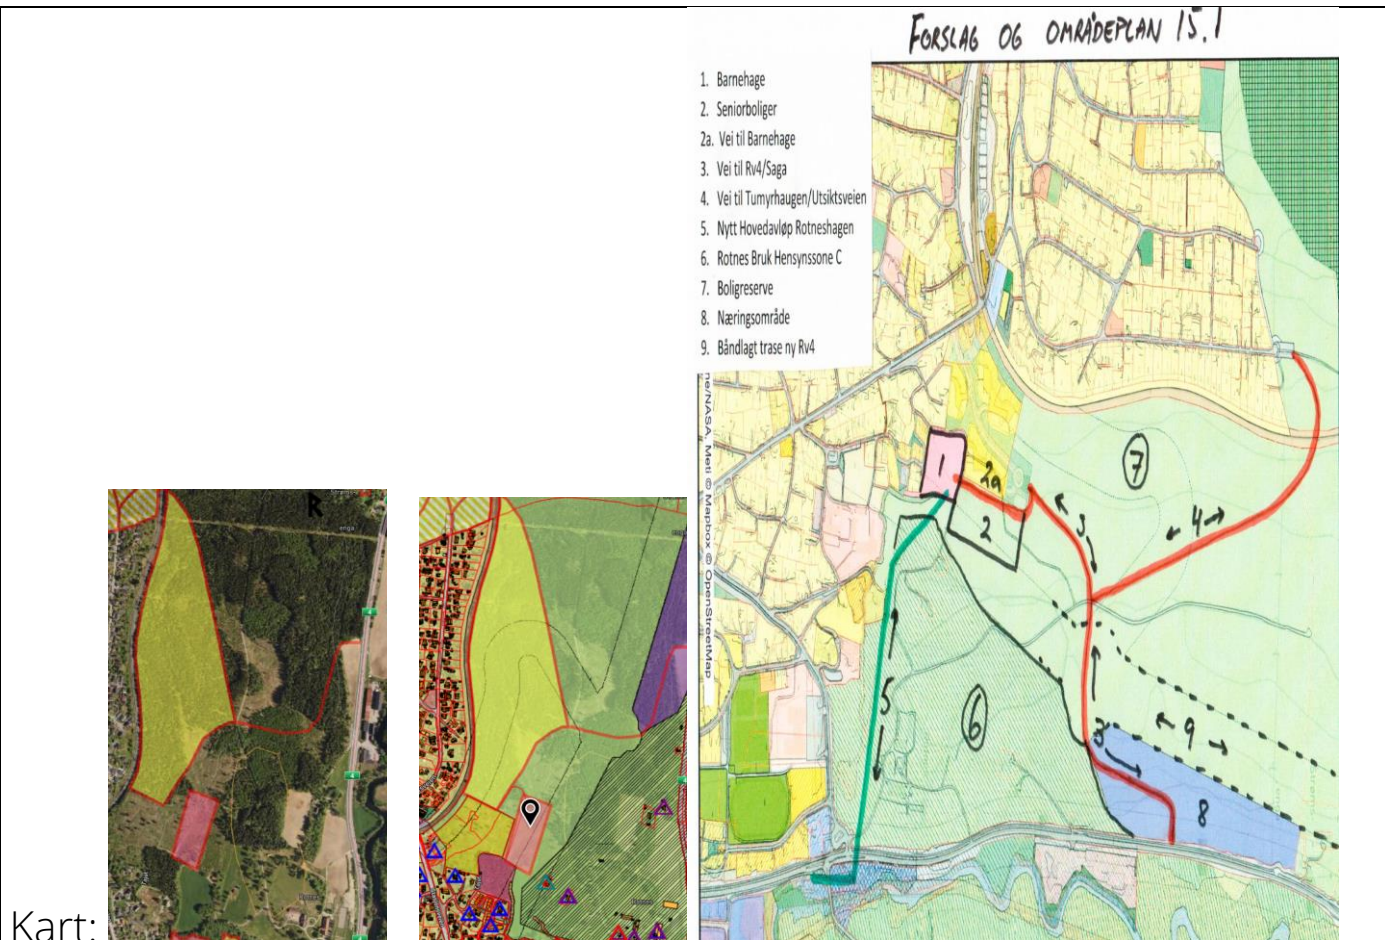 FORSLAG OG OMRÅDEPLAN 15.1
1. Barnehage
2. Seniorboliger
2a. Vei til Barnehage
3. Vei til Rv4/Saga
4. Vei til Tumyrhaugen/Utsiktsveien
5. Nytt Hovedavløp Rotneshagen
6. Rotnes Bruk Hensynssone C
7. Boligreserve
8. Næringsområde
9. Båndlagt trase ny Rv4
ne/NASA, Meti © Mapbox © OpenStreetMap
1
2a
2
7
3
4
5
6
9
3
8
4
4
4
Kart: